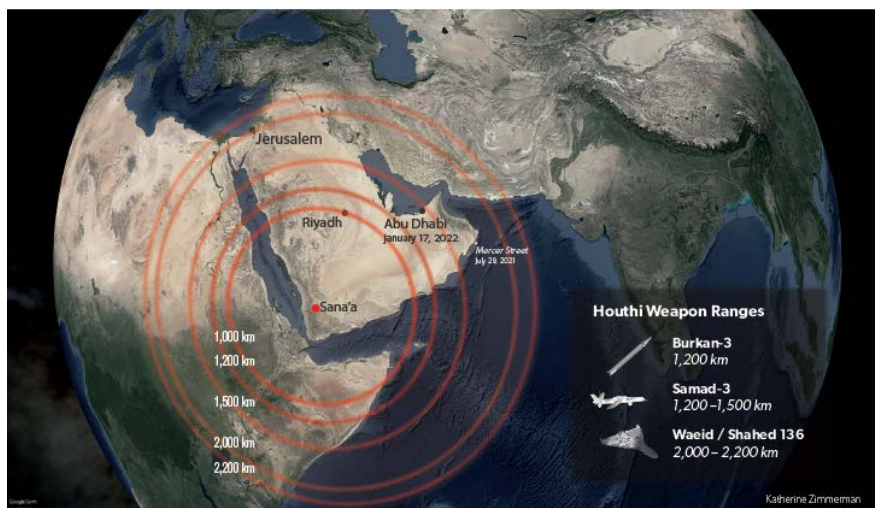 Jerusalem
Riyadh
Abu Dhabi
January 17, 2022
Mercer Street
July 29, 2021
Sana’a
1,000 km
1,200 km
1,500 km
2,000 km
2,200 km
Houthi Weapon Ranges
Burkan-3
1,200 km
Samad-3
1,200 –1,500 km
Waeid / Shahed 136
2,000 – 2,200 km
Google Earth
Katherine Zimmerman